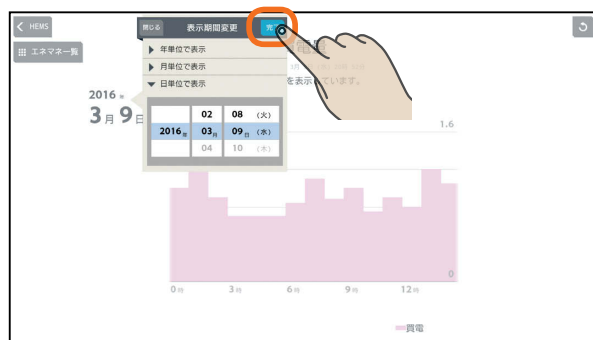 HEMS
エネマネ一覧
閉じる 表示期間変更 完了
電量
年単位で表示
月単位で表示
日単位で表示
を表示しています。
2016 年
3月 9日
02 08 (火)
2016年 03月 09日 (水)
04 10 (木)
1.6
0
0時 3時 6時 9時 12時
買電